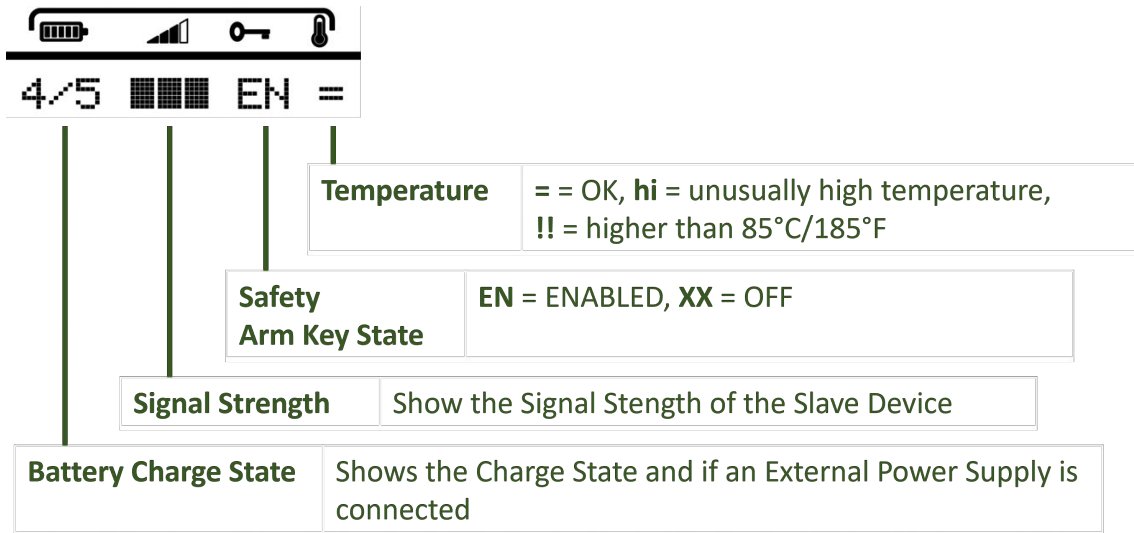 4/5 ■■■ EN =
Temperature = = OK, hi = unusually high temperature,
!! = higher than 85°C/185°F
Safety EN = ENABLED, XX = OFF
Arm Key State
Signal Strength Show the Signal Stength of the Slave Device
Battery Charge State Shows the Charge State and if an External Power Supply is
connected